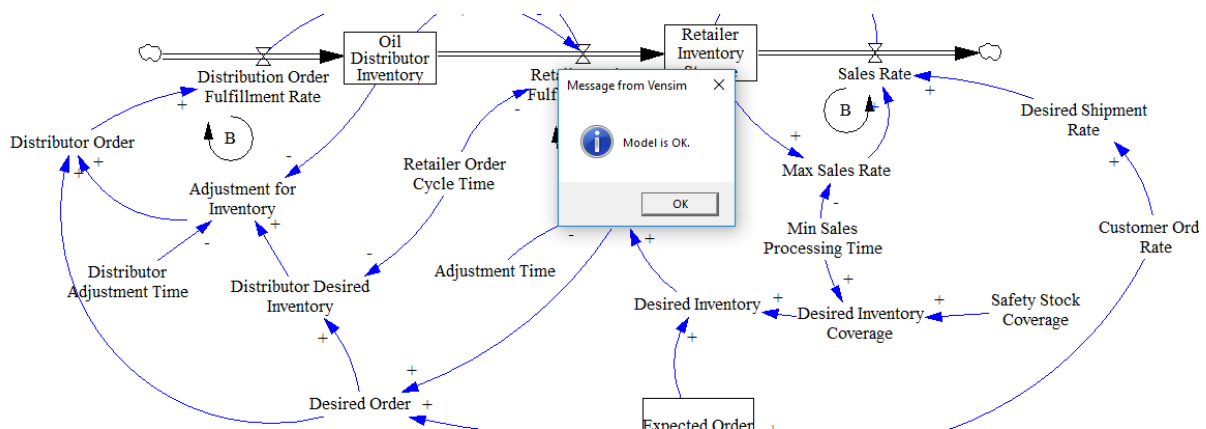 Oil
Distributor
Inventory
Retailer
Inventory
Distribution Order
Fulfillment Rate
Sales Rate
Message from Vensim
Model is OK.
OK
Desired Shipment
Rate
B
B
Distributor Order
Retailer Order
Cycle Time
Max Sales Rate
Adjustment for
Inventory
Min Sales
Processing Time
Customer Ord
Rate
Distributor
Adjustment Time
Adjustment Time
Distributor Desired
Inventory
Desired Inventory
Desired Inventory
Coverage
Safety Stock
Coverage
Desired Order
Expected Order